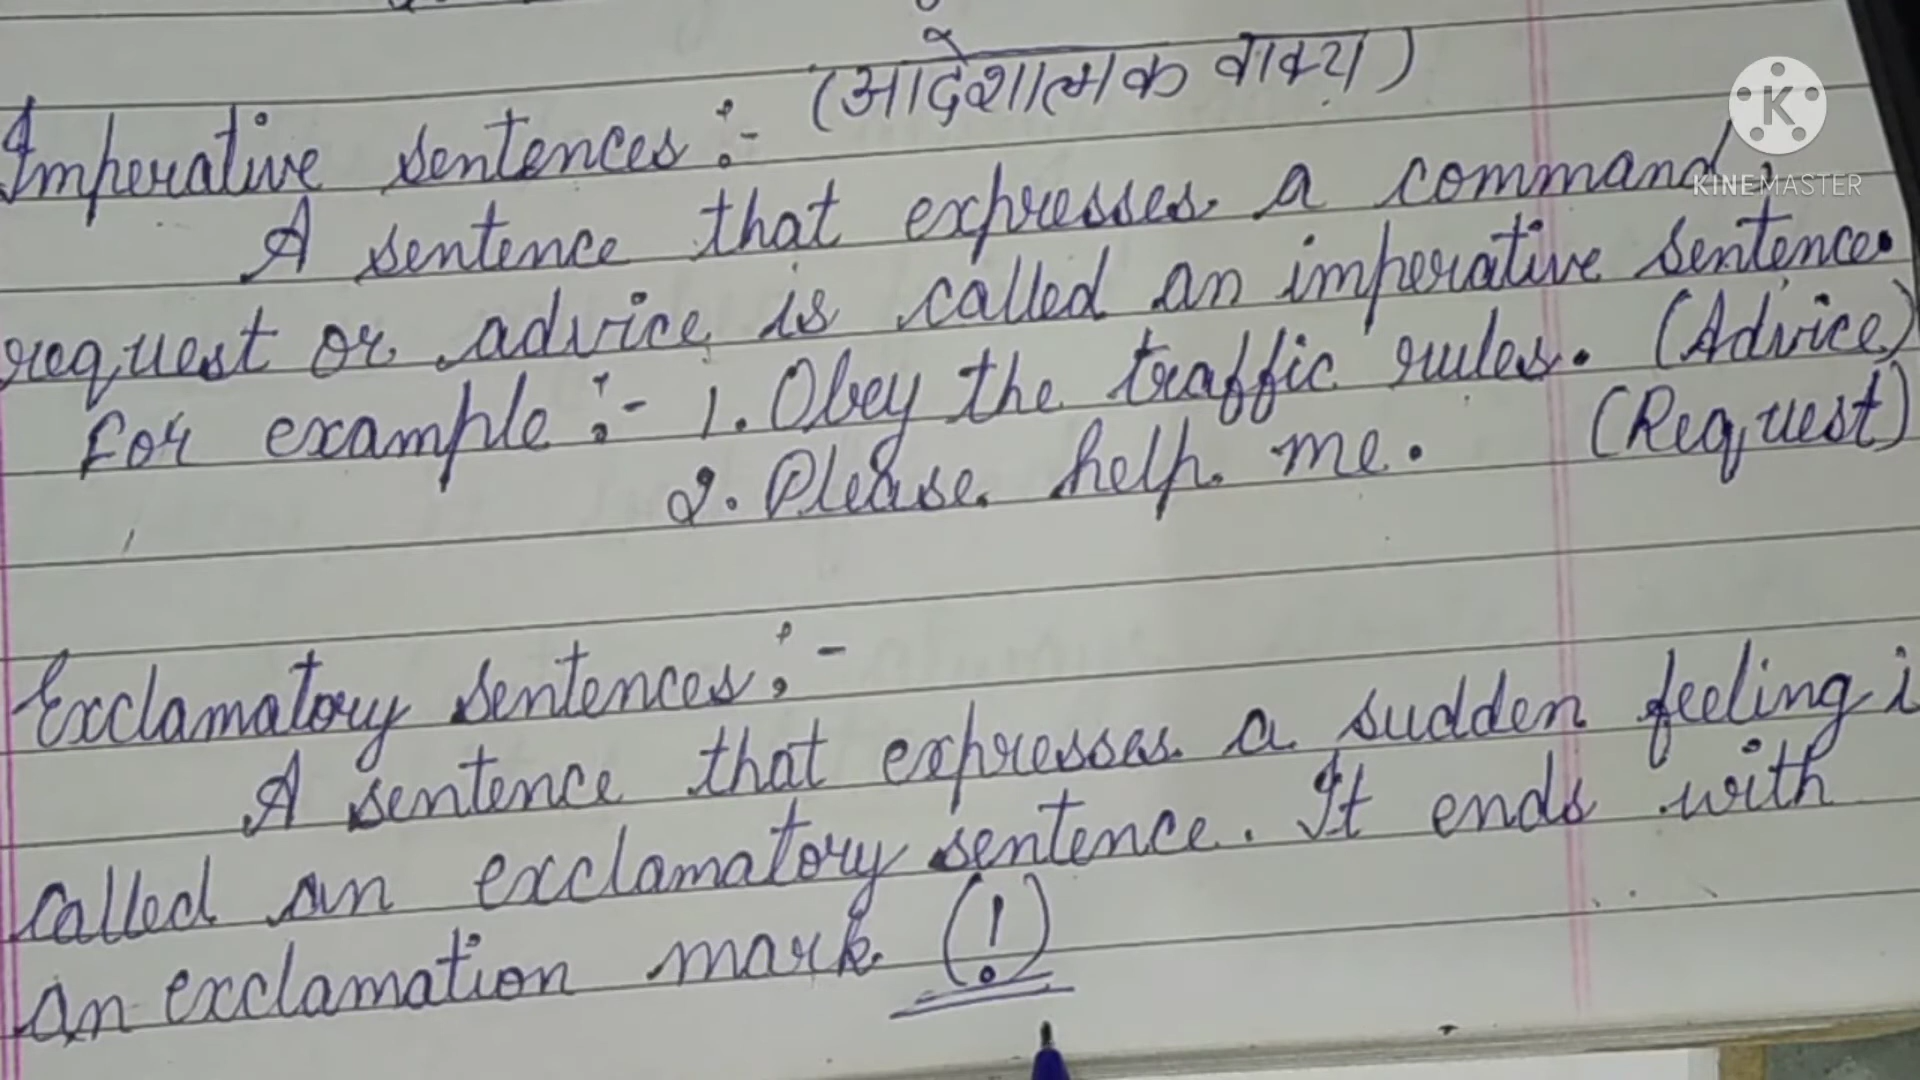 (आदेशात्मक वाक्य)
Imperative sentences :-
A sentence that expresses a command,
request or advice is called an imperative sentence.
For example :- 1. Obey the traffic rules. (Advice)
2. Please help me. (Request)
Exclamatory sentences :-
A sentence that expresses a sudden feeling i
called an exclamatory sentence. It ends with
an exclamation mark (!)
K
KINEMASTER